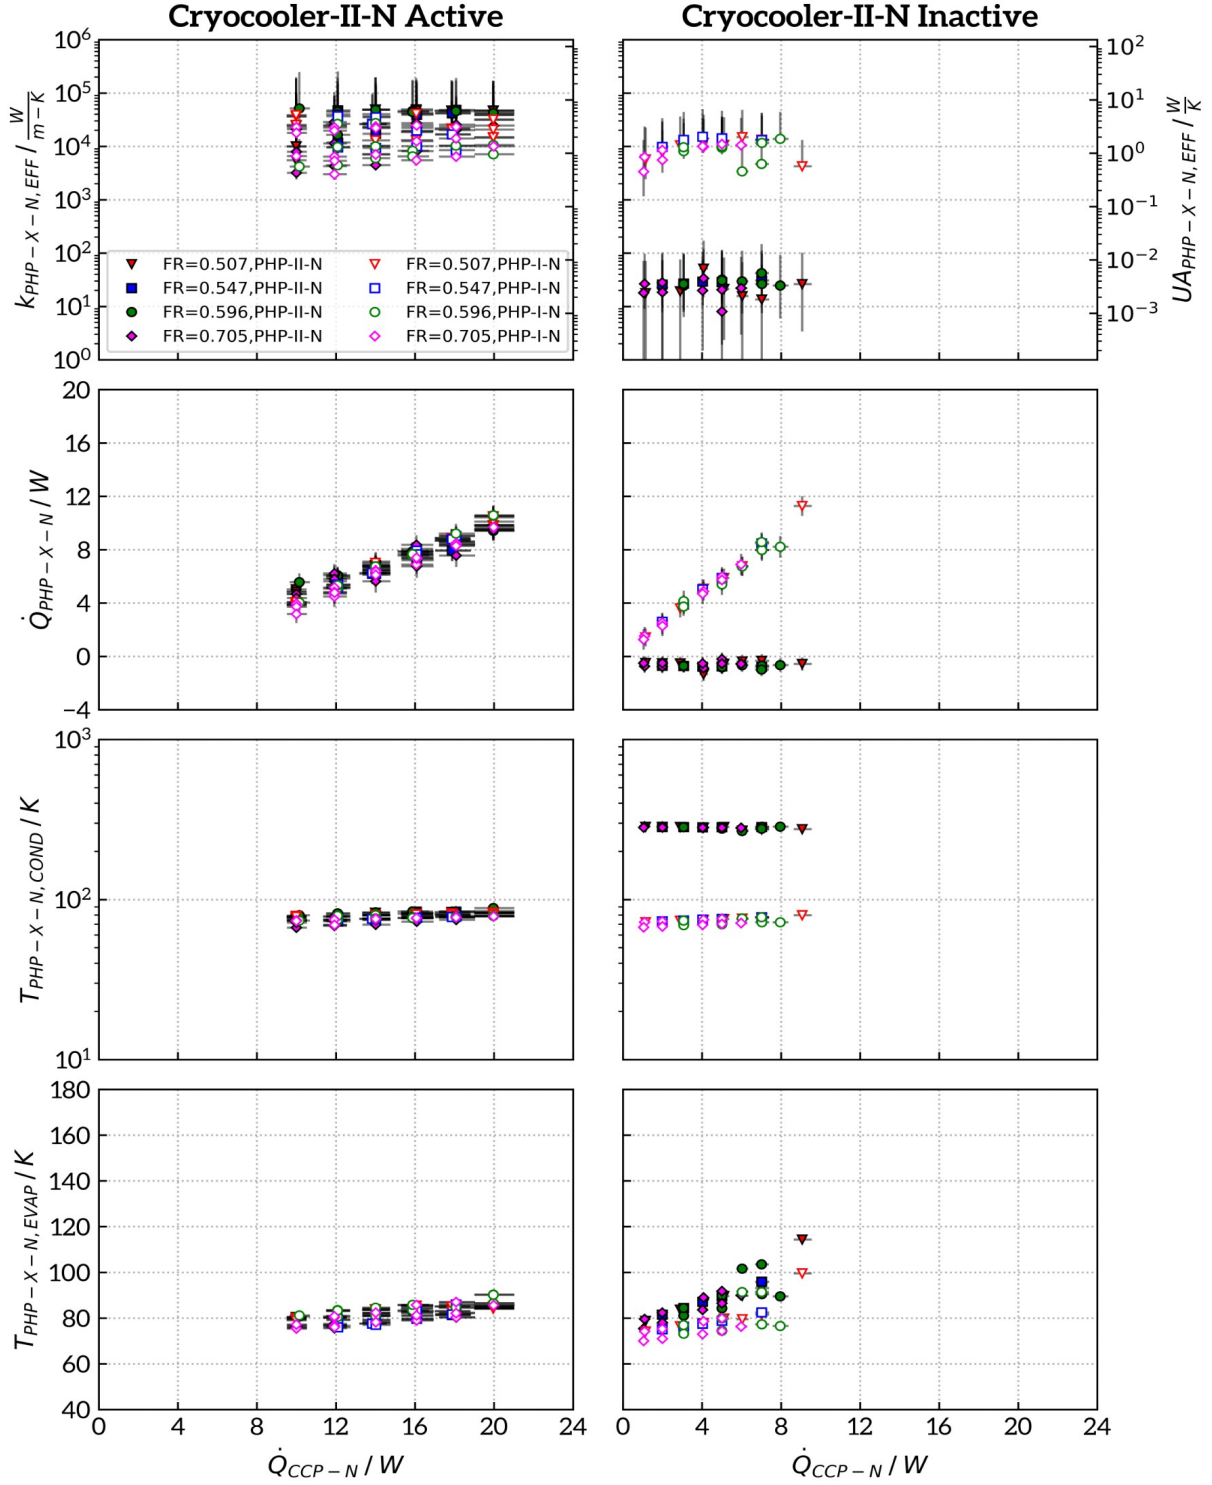 Cryocooler-II-N Active
Cryocooler-II-N Inactive
k_PHP-X-N,EFF / W/m-K
10^6
10^5
10^4
10^3
10^2
10^1
10^0
FR=0.507,PHP-II-N
FR=0.507,PHP-I-N
FR=0.547,PHP-II-N
FR=0.547,PHP-I-N
FR=0.596,PHP-II-N
FR=0.596,PHP-I-N
FR=0.705,PHP-II-N
FR=0.705,PHP-I-N
10^2
10^1
10^0
10^−1
10^−2
10^−3
UA_PHP-X-N,EFF / W/K
Q̇_PHP-X-N / W
20
16
12
8
4
0
−4
T_PHP-X-N,COND / K
10^3
10^2
10^1
T_PHP-X-N,EVAP / K
180
160
140
120
100
80
60
40
0 4 8 12 16 20 24
0 4 8 12 16 20 24
Q̇_CCP-N / W
Q̇_CCP-N / W